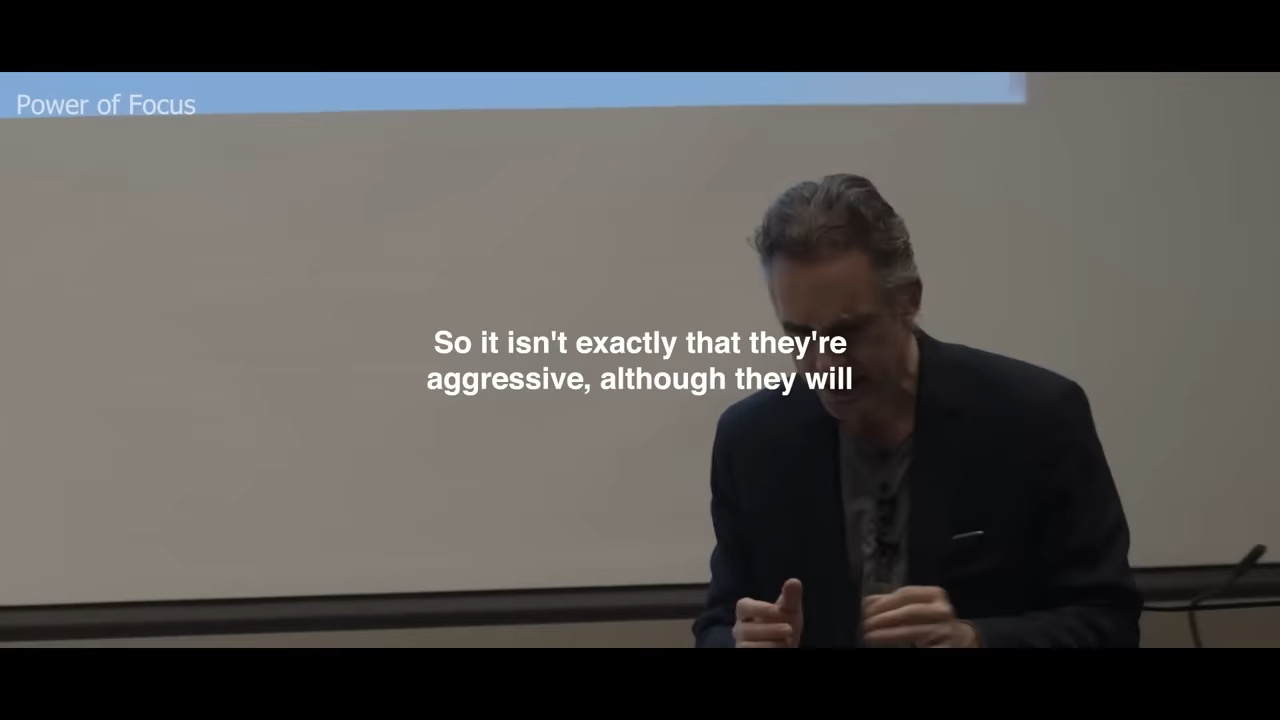 Power of Focus
So it isn't exactly that they're
aggressive, although they will